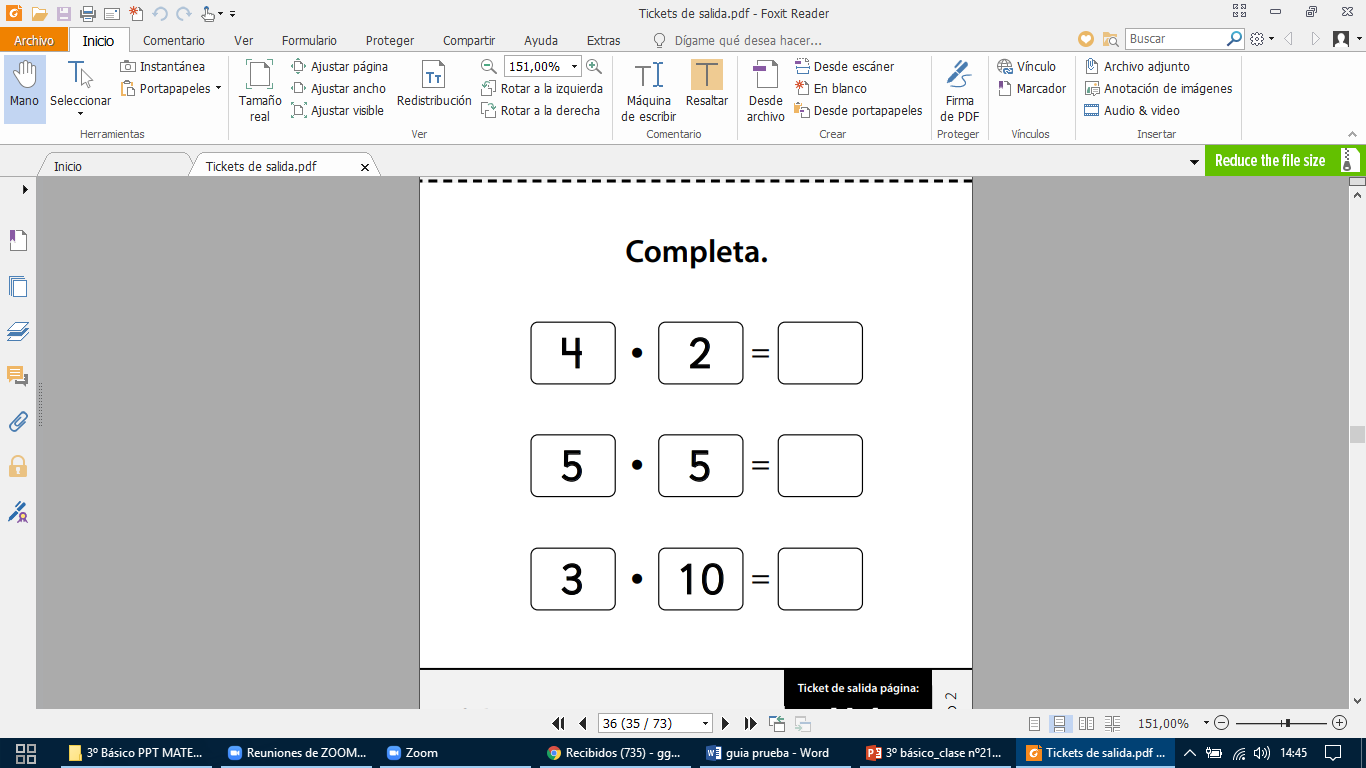 Tickets de salida.pdf - Foxit Reader
Archivo Inicio Comentario Ver Formulario Proteger Compartir Ayuda Extras Dígame qué desea hacer... Buscar
Mano
Seleccionar
Instantánea
Portapapeles
Herramientas
Tamaño real
Ajustar página
Ajustar ancho
Ajustar visible
Redistribución
151,00%
Rotar a la izquierda
Rotar a la derecha
Ver
Máquina de escribir
Resaltar
Comentario
Desde archivo
Desde escáner
En blanco
Desde portapapeles
Crear
Firma de PDF
Proteger
Vínculo
Marcador
Vínculos
Archivo adjunto
Anotación de imágenes
Audio & video
Insertar
Inicio
Tickets de salida.pdf
Reduce the file size
Completa.
4 • 2 =
5 • 5 =
3 • 10 =
Ticket de salida página:
36 (35 / 73)
151,00%
3º Básico PPT MATE...
Reuniones de ZOOM...
Zoom
Recibidos (735) - gg...
guia prueba - Word
3º básico_clase nº21...
Tickets de salida.pdf ...
14:45